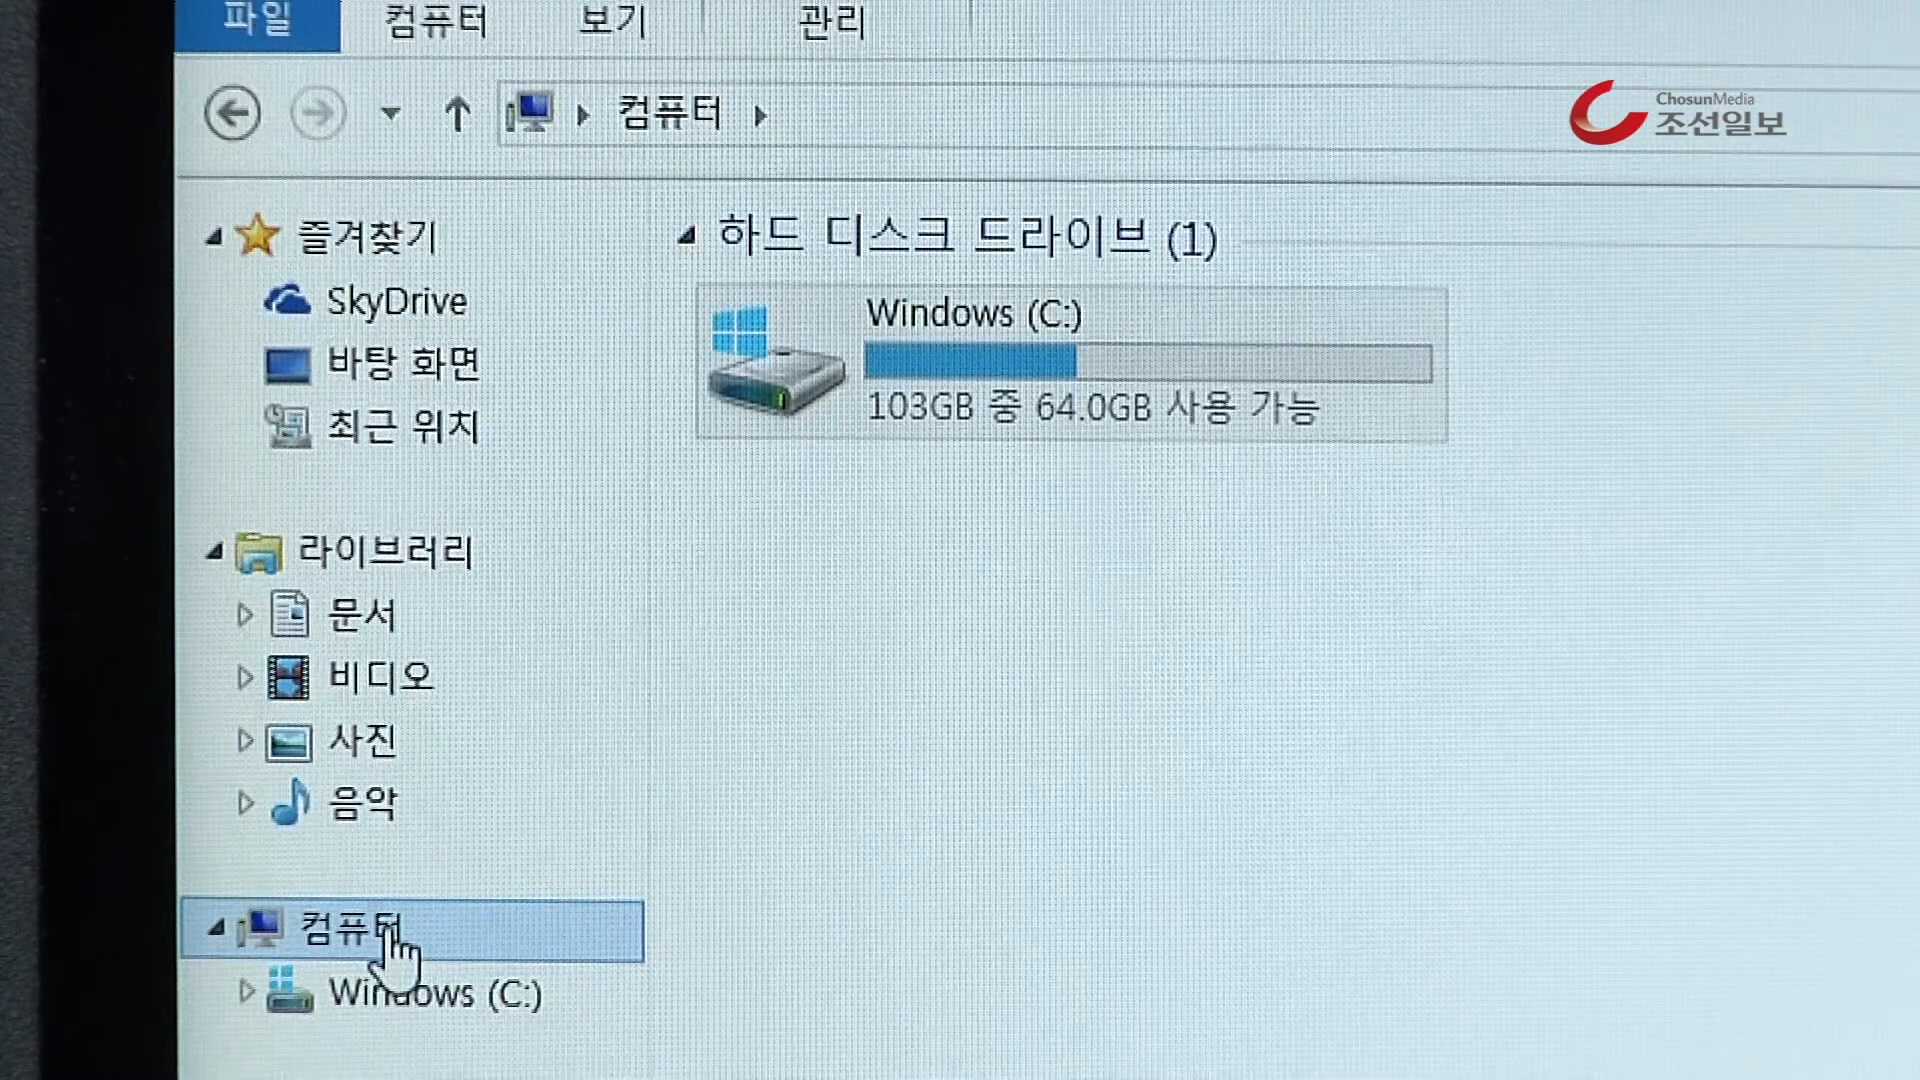 파일 컴퓨터 보기 관리
컴퓨터
ChosunMedia
조선일보
즐겨찾기
SkyDrive
바탕 화면
최근 위치
라이브러리
문서
비디오
사진
음악
컴퓨터
Windows (C:)
하드 디스크 드라이브 (1)
Windows (C:)
103GB 중 64.0GB 사용 가능